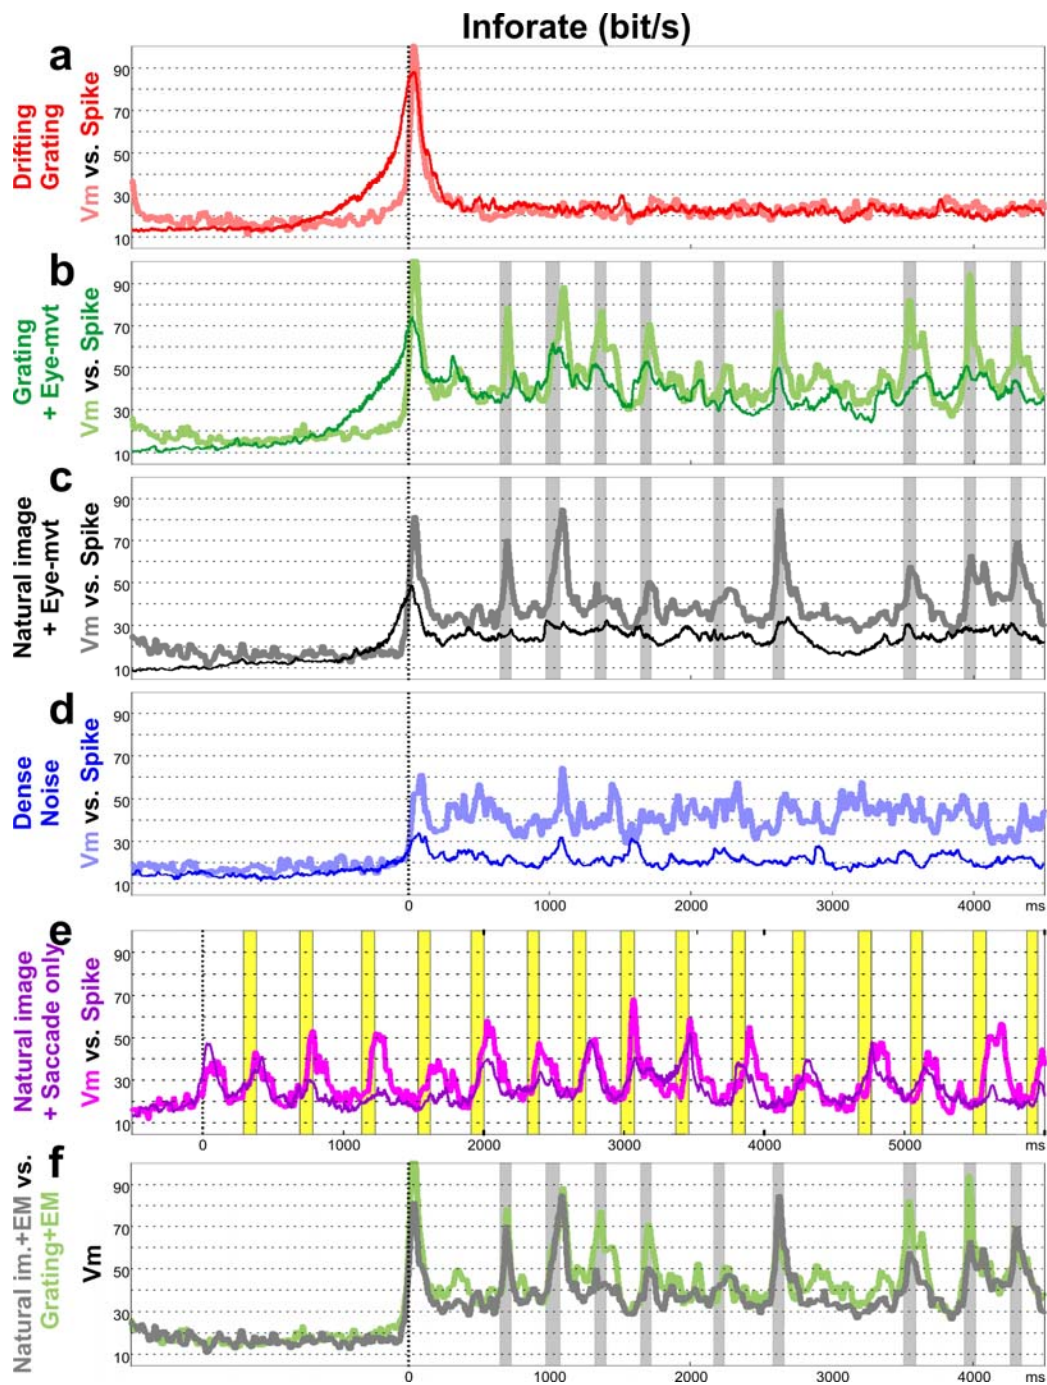 Inforate (bit/s)
a
Drifting
Grating
Vm vs. Spike
90
70
50
30
10
b
Grating
+ Eye-mvt
Vm vs. Spike
90
70
50
30
10
c
Natural image
+ Eye-mvt
Vm vs. Spike
90
70
50
30
10
d
Dense
Noise
Vm vs. Spike
90
70
50
30
10
0 1000 2000 3000 4000 ms
e
Natural image
+ Saccade only
Vm vs. Spike
90
70
50
30
10
0 1000 2000 3000 4000 5000 ms
f
Natural im.+EM vs.
Grating+EM
Vm
90
70
50
30
10
0 1000 2000 3000 4000 ms